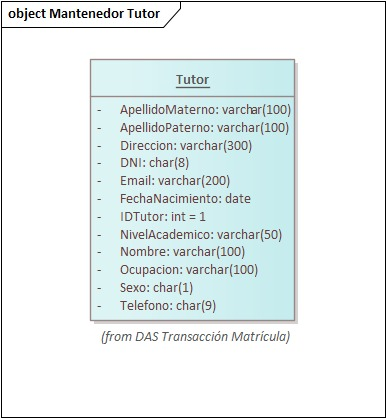 object Mantenedor Tutor
Tutor
- ApellidoMaterno: varchar(100)
- ApellidoPaterno: varchar(100)
- Direccion: varchar(300)
- DNI: char(8)
- Email: varchar(200)
- FechaNacimiento: date
- IDTutor: int = 1
- NivelAcademico: varchar(50)
- Nombre: varchar(100)
- Ocupacion: varchar(100)
- Sexo: char(1)
- Telefono: char(9)
(from DAS Transacción Matrícula)